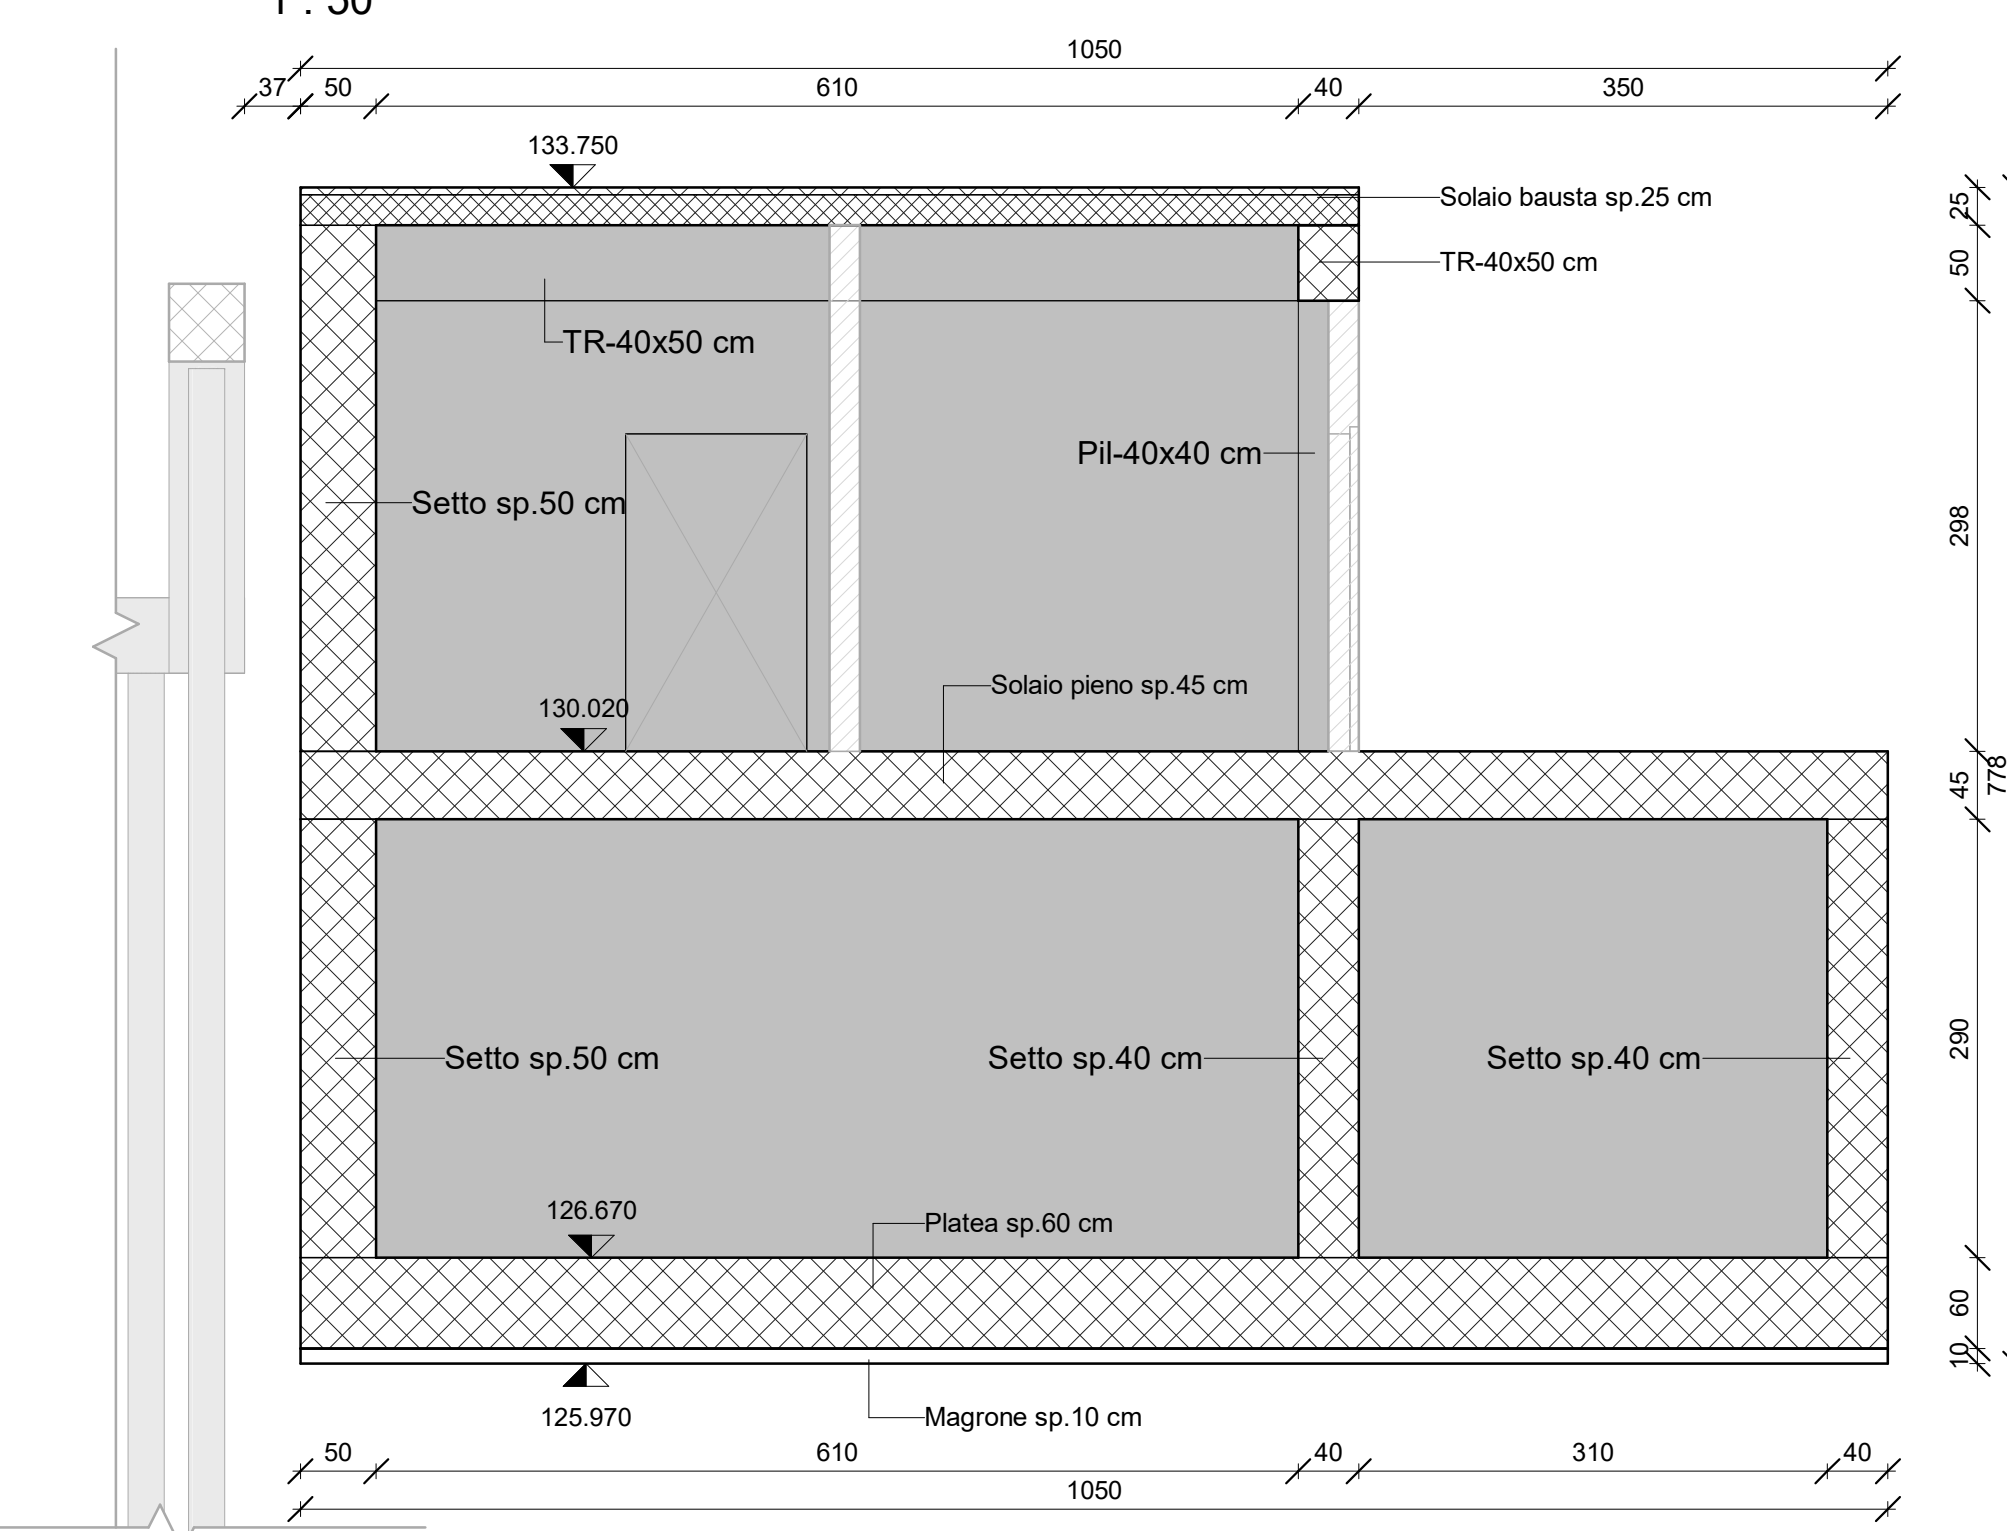 1 : 50
1050
37 50 610 40 350
133.750
Solaio bausta sp.25 cm
25
TR-40x50 cm
50
TR-40x50 cm
Pil-40x40 cm
Setto sp.50 cm
298
Solaio pieno sp.45 cm
130.020
45
778
Setto sp.50 cm
Setto sp.40 cm
Setto sp.40 cm
290
126.670
Platea sp.60 cm
60
10
125.970
Magrone sp.10 cm
50 610 40 310 40
1050